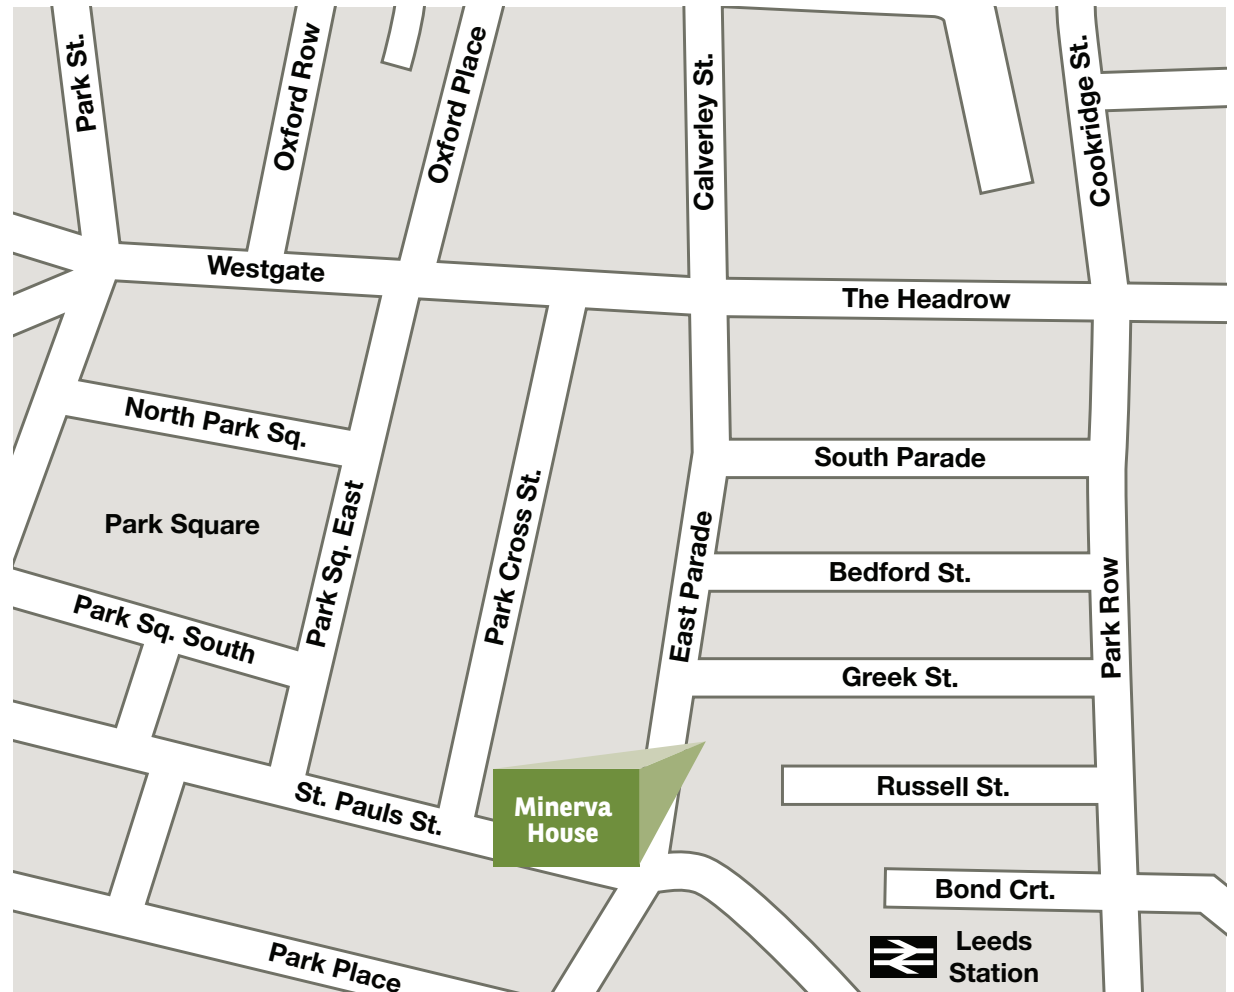 Park St.
Oxford Row
Oxford Place
Calverley St.
Cookridge St.
Westgate
The Headrow
North Park Sq.
South Parade
Park Square
Park Sq. East
Park Cross St.
East Parade
Bedford St.
Park Row
Park Sq. South
Greek St.
St. Pauls St.
Minerva
House
Russell St.
Bond Crt.
Park Place
Leeds
Station